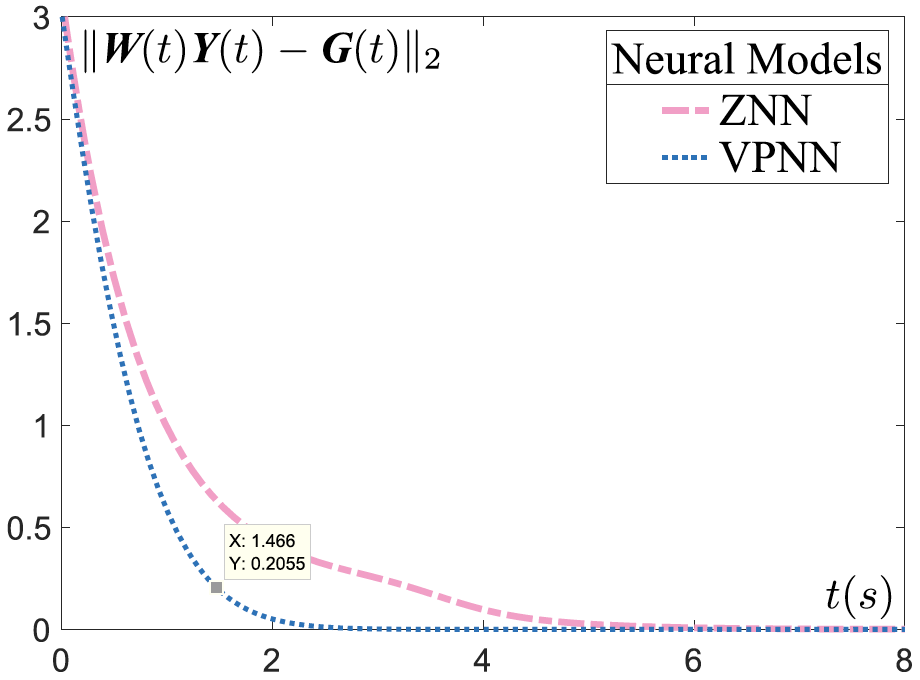 3
‖W(t)Y(t) − G(t)‖₂
Neural Models
ZNN
VPNN
2.5
2
1.5
1
0.5
X: 1.466
Y: 0.2055
t(s)
0
0 2 4 6 8